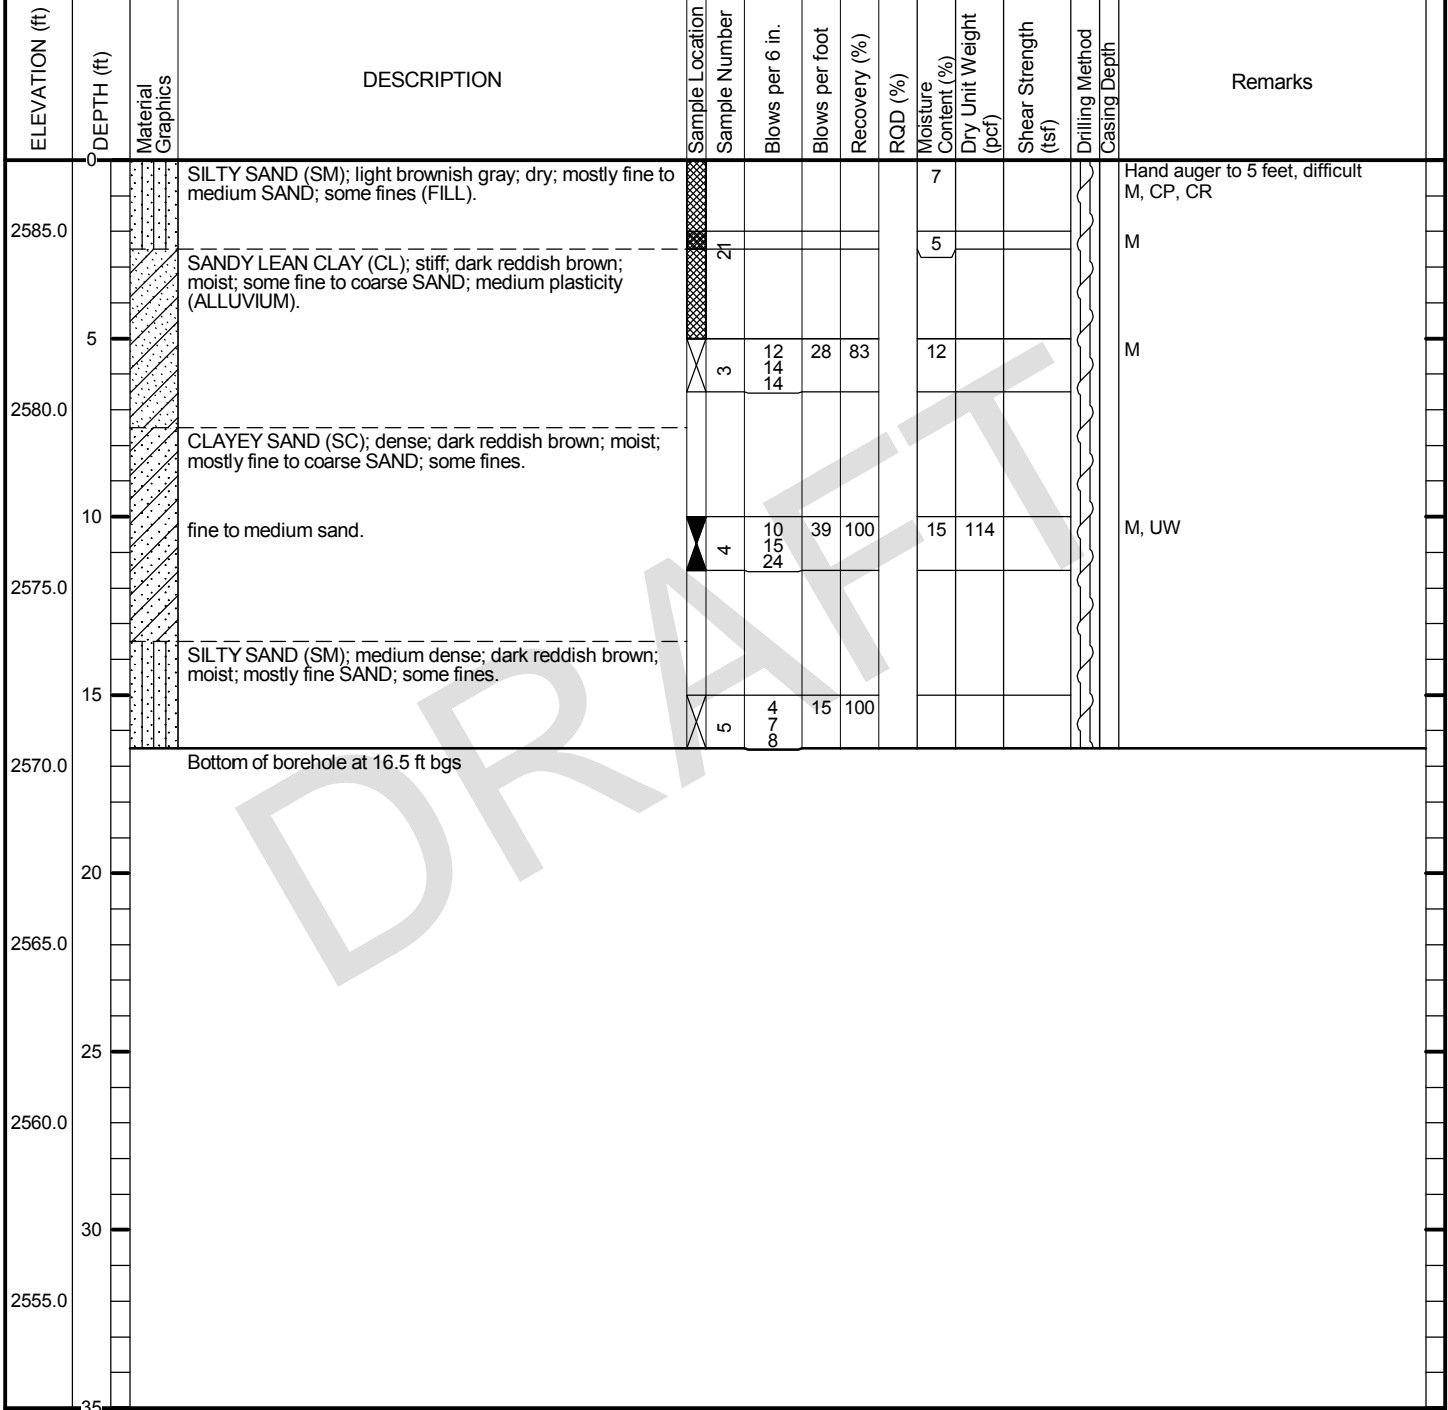 ELEVATION (ft)
DEPTH (ft)
Material
Graphics
DESCRIPTION
Sample Location
Sample Number
Blows per 6 in.
Blows per foot
Recovery (%)
RQD (%)
Moisture
Content (%)
Dry Unit Weight
(pcf)
Shear Strength
(tsf)
Drilling Method
Casing Depth
Remarks
0
SILTY SAND (SM); light brownish gray; dry; mostly fine to
medium SAND; some fines (FILL).
7
Hand auger to 5 feet, difficult
M, CP, CR
2585.0
21
5
M
SANDY LEAN CLAY (CL); stiff; dark reddish brown;
moist; some fine to coarse SAND; medium plasticity
(ALLUVIUM).
5
3
12
14
14
28
83
12
M
2580.0
CLAYEY SAND (SC); dense; dark reddish brown; moist;
mostly fine to coarse SAND; some fines.
10
fine to medium sand.
4
10
15
24
39
100
15
114
M, UW
2575.0
SILTY SAND (SM); medium dense; dark reddish brown;
moist; mostly fine SAND; some fines.
15
5
4
7
8
15
100
2570.0
Bottom of borehole at 16.5 ft bgs
20
2565.0
25
2560.0
30
2555.0
35
DRAFT